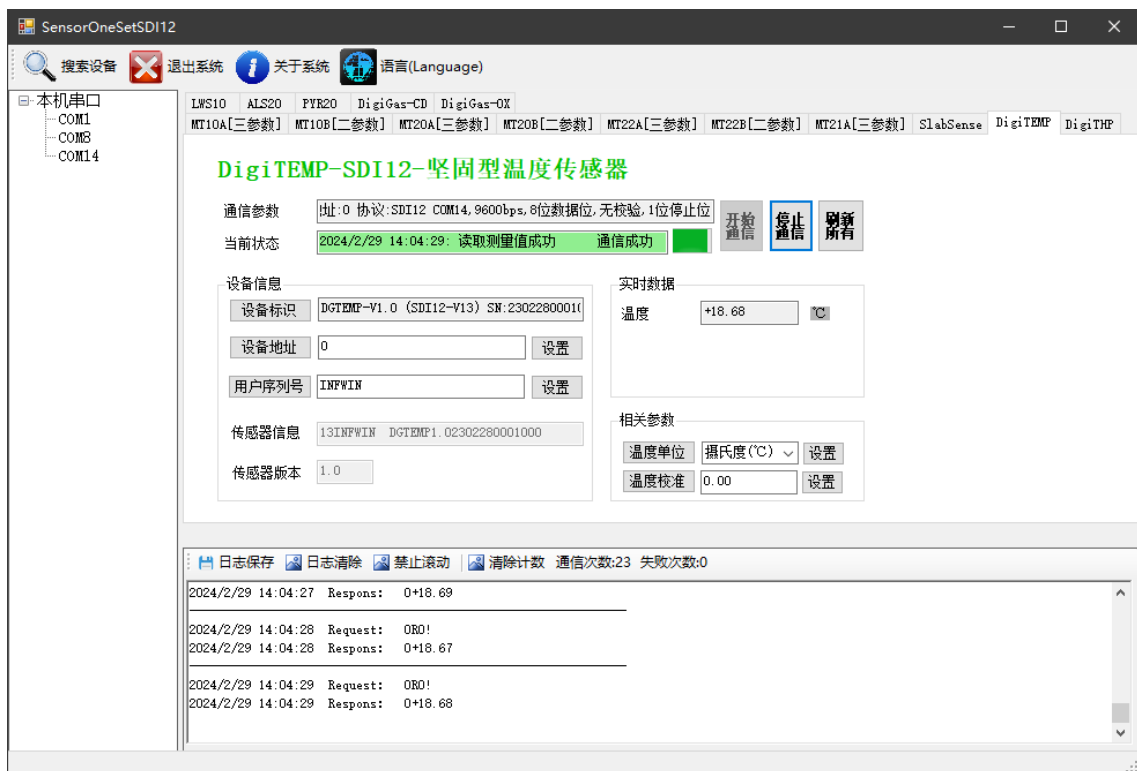 SensorOneSetSDI12
搜索设备 退出系统 关于系统 语言(Language)
本机串口
COM1
COM8
COM14
LWS10 ALS20 PYR20 DigiGas-CD DigiGas-OX
MT10A[三参数] MT10B[二参数] MT20A[三参数] MT20B[二参数] MT22A[三参数] MT22B[二参数] MT21A[三参数] SlabSense DigiTEMP DigiTHP
DigiTEMP-SDI12-坚固型温度传感器
通信参数 址:0 协议:SDI12 COM14,9600bps,8位数据位,无校验,1位停止位
开始通信 停止通信 刷新所有
当前状态 2024/2/29 14:04:29: 读取测量值成功 通信成功
设备信息
设备标识 DGTEMP-V1.0 (SDI12-V13) SN:2302280001(
设备地址 0 设置
用户序列号 INFWIN 设置
传感器信息 13INFWIN DGTEMP1.02302280001000
传感器版本 1.0
实时数据
温度 +18.68 ℃
相关参数
温度单位 摄氏度(℃) 设置
温度校准 0.00 设置
日志保存 日志清除 禁止滚动 清除计数 通信次数:23 失败次数:0
2024/2/29 14:04:27 Respons: 0+18.69
2024/2/29 14:04:28 Request: 0R0!
2024/2/29 14:04:28 Respons: 0+18.67
2024/2/29 14:04:29 Request: 0R0!
2024/2/29 14:04:29 Respons: 0+18.68